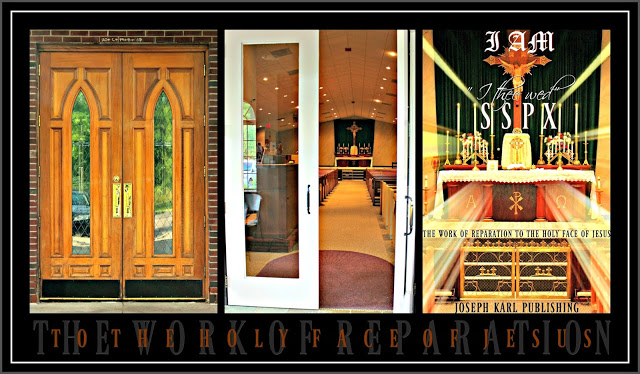 I AM
"I thee wed"
S S P X
Α Ω
THE WORK OF REPARATION TO THE HOLY FACE OF JESUS
JOSEPH KARL PUBLISHING
THE WORK OF REPARATION
TO THE HOLY FACE OF JESUS